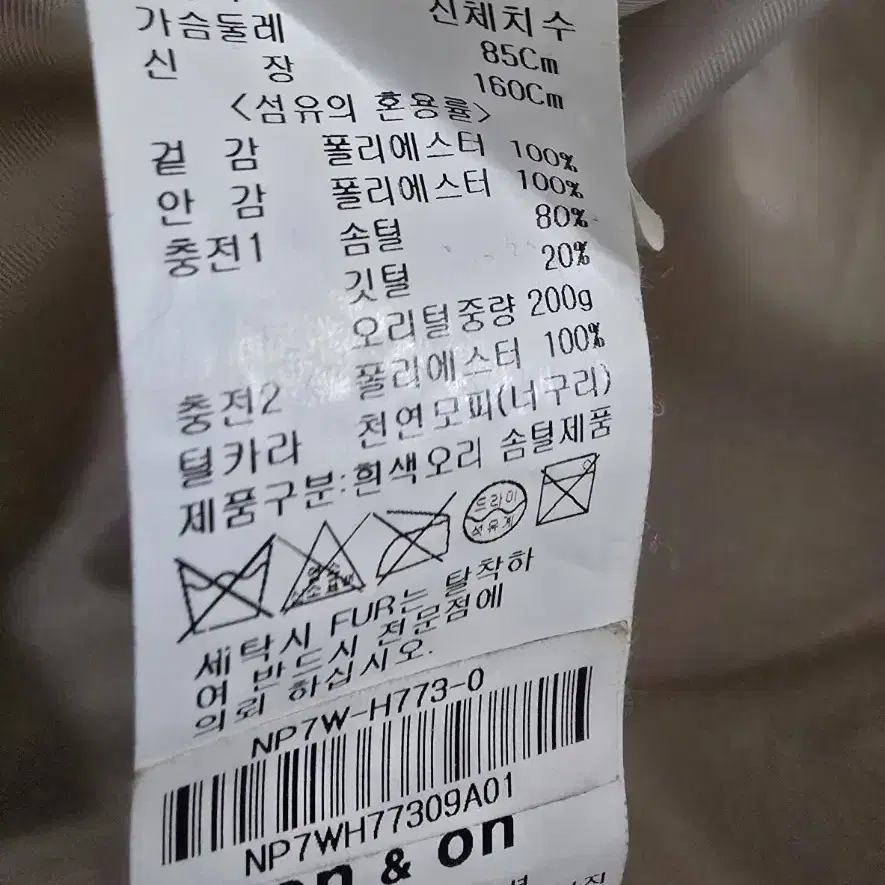 신체치수
가슴둘레 85Cm
신 장 160Cm
<섬유의 혼용률>
겉 감 폴리에스터 100%
안 감 폴리에스터 100%
충전1 솜털 80%
깃털 20%
오리털중량 200g
충전2 폴리에스터 100%
털카라 천연모피(너구리)
제품구분:흰색오리 솜털제품
염소
산소표백
드라이
석유계
세탁시 FUR는 탈착하
여 반드시 전문점에
의뢰 하십시오.
NP7W-H773-0
NP7WH77309A01
& on